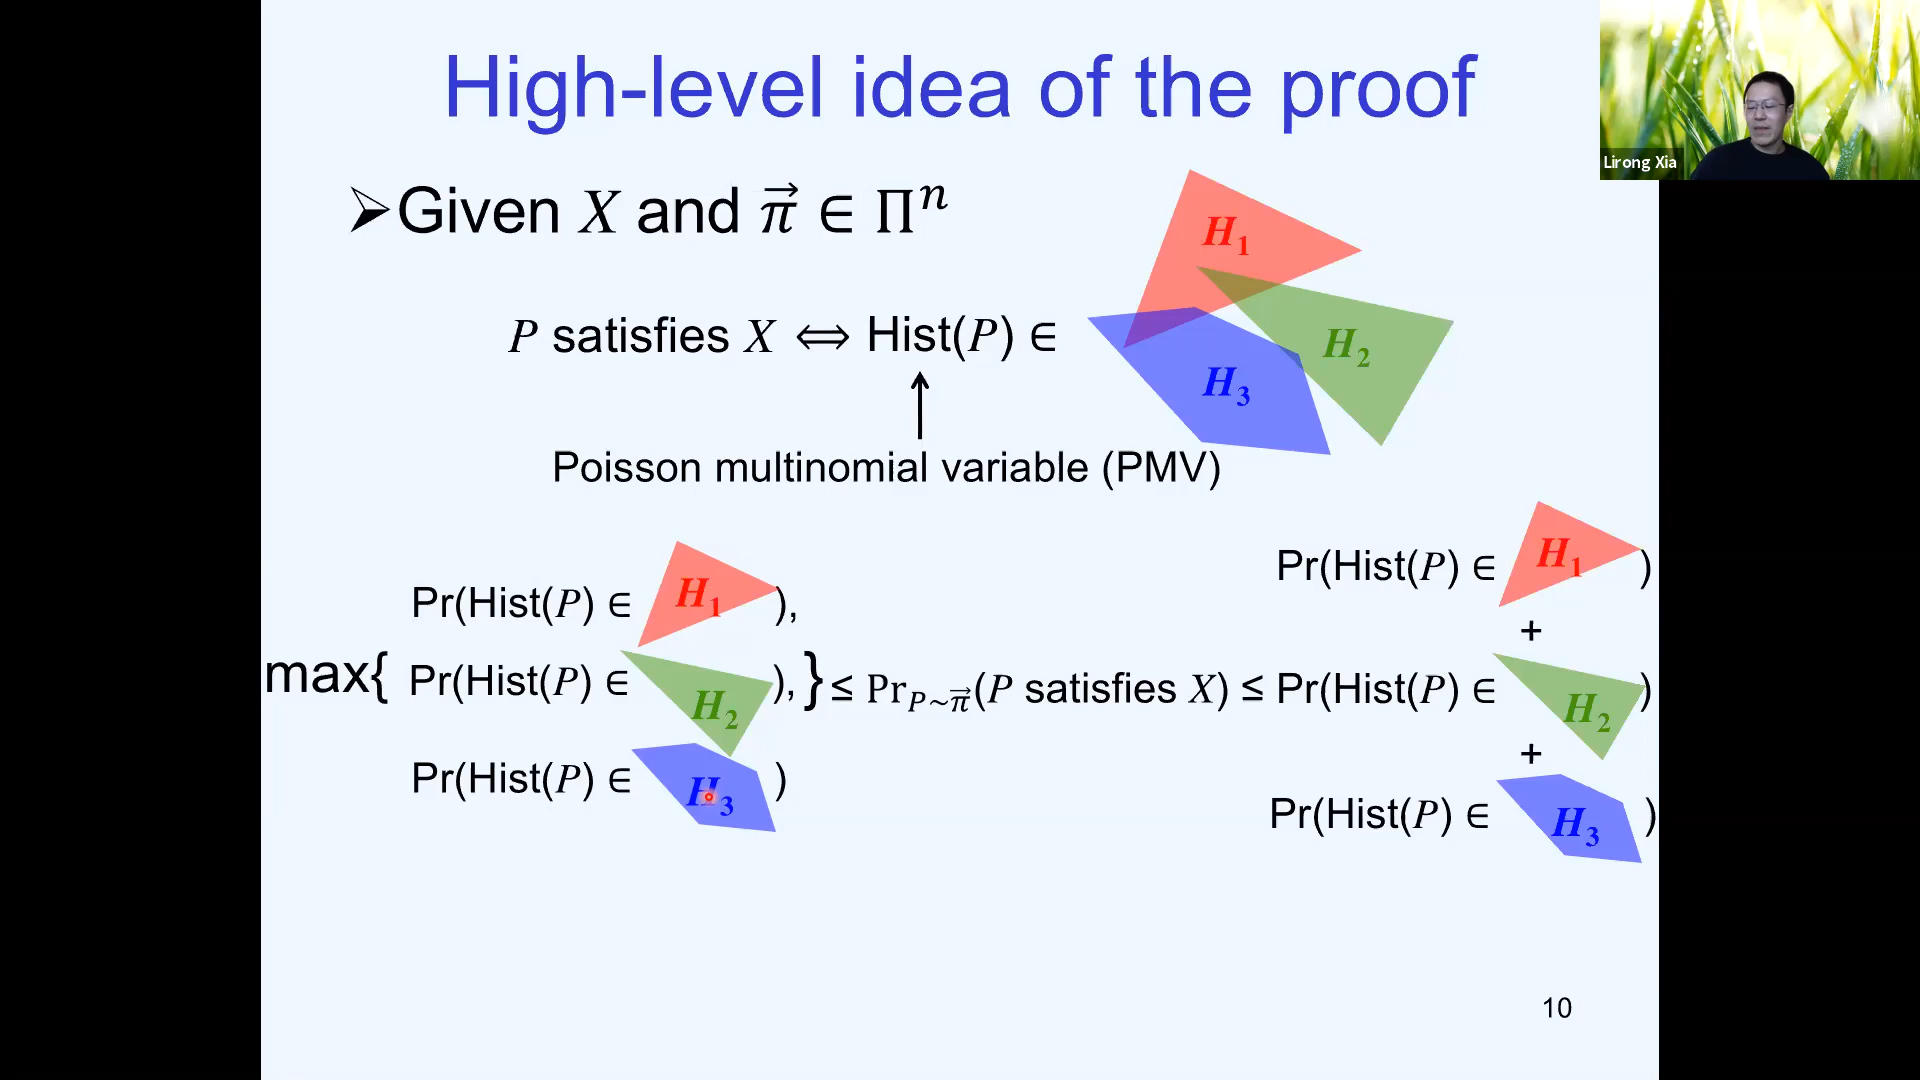 High-level idea of the proof
Lirong Xia
➢Given X and π⃗ ∈ Πⁿ
H₁
P satisfies X ⟺ Hist(P) ∈
H₂
H₃
Poisson multinomial variable (PMV)
Pr(Hist(P) ∈ H₁ ),
max{ Pr(Hist(P) ∈ H₂ ), } ≤ Pr_{P∼π⃗}(P satisfies X) ≤ Pr(Hist(P) ∈ H₂ )
Pr(Hist(P) ∈ H₃ )
Pr(Hist(P) ∈ H₁ )
+
+
Pr(Hist(P) ∈ H₃ )
10